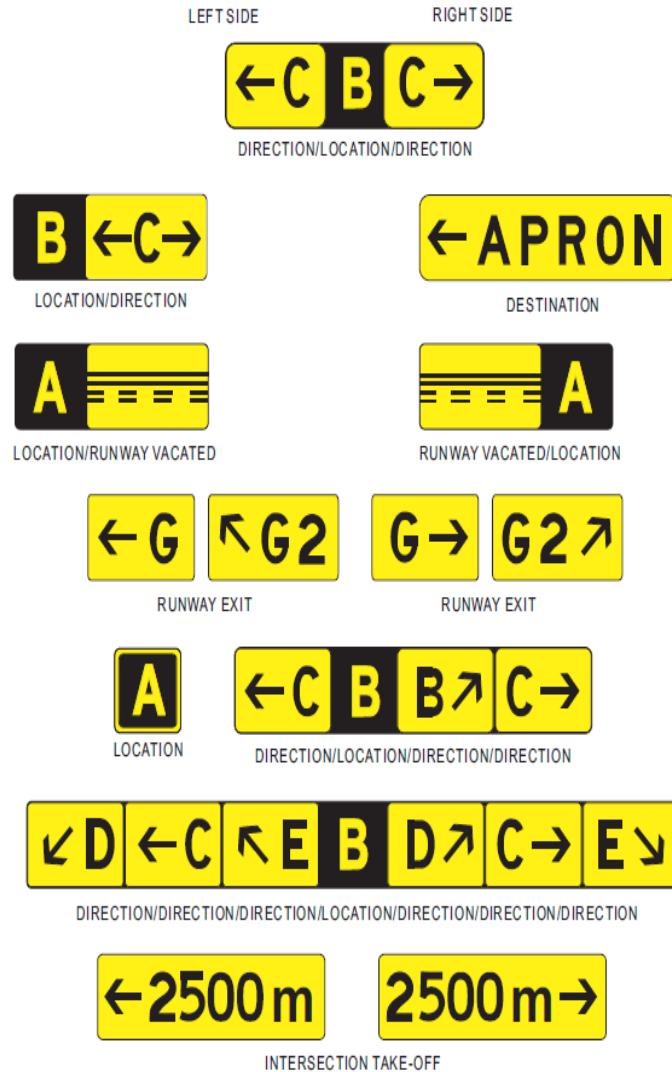 LEFT SIDE RIGHT SIDE
←C B C→
DIRECTION/LOCATION/DIRECTION
B ←C→ ←APRON
LOCATION/DIRECTION DESTINATION
A A
LOCATION/RUNWAY VACATED RUNWAY VACATED/LOCATION
←G ↖G2 G→ G2↗
RUNWAY EXIT RUNWAY EXIT
A ←C B B↗ C→
LOCATION DIRECTION/LOCATION/DIRECTION/DIRECTION
↙D ←C ↖E B D↗ C→ E↘
DIRECTION/DIRECTION/DIRECTION/LOCATION/DIRECTION/DIRECTION/DIRECTION
←2500m 2500m→
INTERSECTION TAKE-OFF